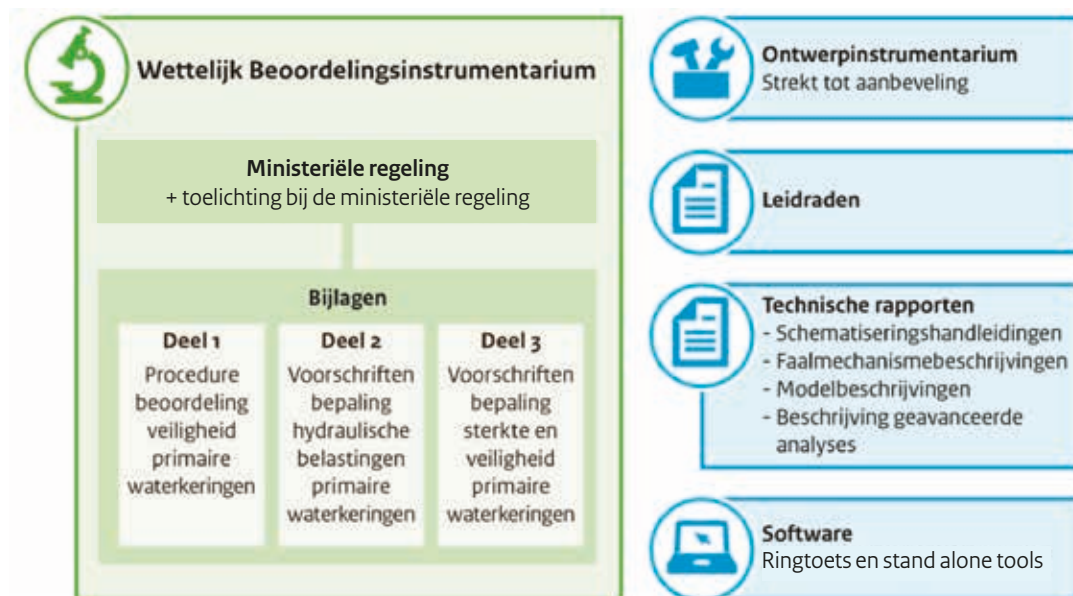 Wettelijk Beoordelingsinstrumentarium
Ministeriële regeling
+ toelichting bij de ministeriële regeling
Bijlagen
Deel 1
Procedure
beoordeling
veiligheid
primaire
waterkeringen
Deel 2
Voorschriften
bepaling
hydraulische
belastingen
primaire
waterkeringen
Deel 3
Voorschriften
bepaling
sterkte en
veiligheid
primaire
waterkeringen
Ontwerpinstrumentarium
Strekt tot aanbeveling
Leidraden
Technische rapporten
- Schematiseringshandleidingen
- Faalmechanismebeschrijvingen
- Modelbeschrijvingen
- Beschrijving geavanceerde
analyses
Software
Ringtoets en stand alone tools